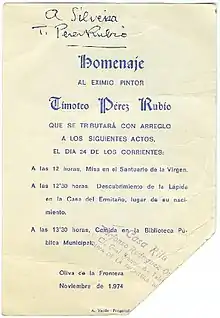 A Silveira
T. Pérez Rubio
Homenaje
AL EXIMIO PINTOR
Timoteo Pérez Rubio
QUE SE TRIBUTARÁ CON ARREGLO
A LOS SIGUIENTES ACTOS,
EL DIA 24 DE LOS CORRIENTES:
A las 12 horas, Misa en el Santuario de la Virgen.
A las 12'30 horas, Descubrimiento de la Lápida
en la Casa del Ermitaño, lugar de su naci-
miento.
A las 13'30 horas, Comida en la Biblioteca Pú-
blica Municipal.
Casa Rita
Oliva de la Frontera
Noviembre de 1.974